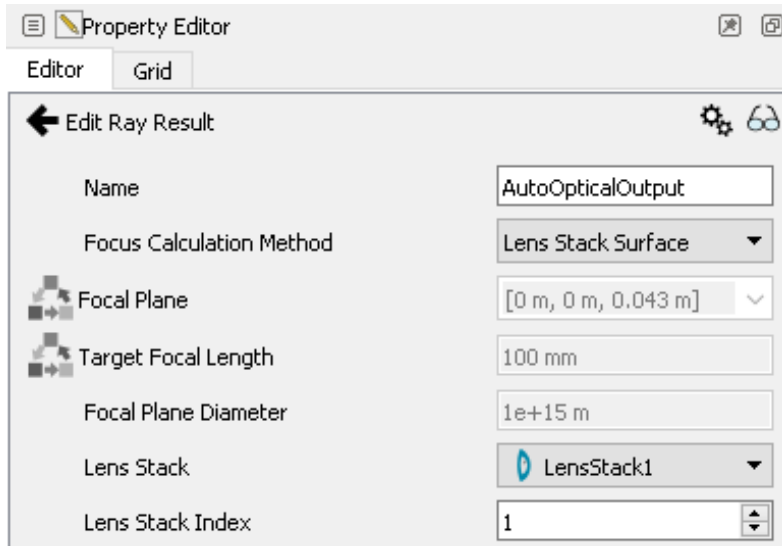 Property Editor
Editor Grid
Edit Ray Result
Name AutoOpticalOutput
Focus Calculation Method Lens Stack Surface
Focal Plane [0 m, 0 m, 0.043 m]
Target Focal Length 100 mm
Focal Plane Diameter 1e+15 m
Lens Stack LensStack1
Lens Stack Index 1